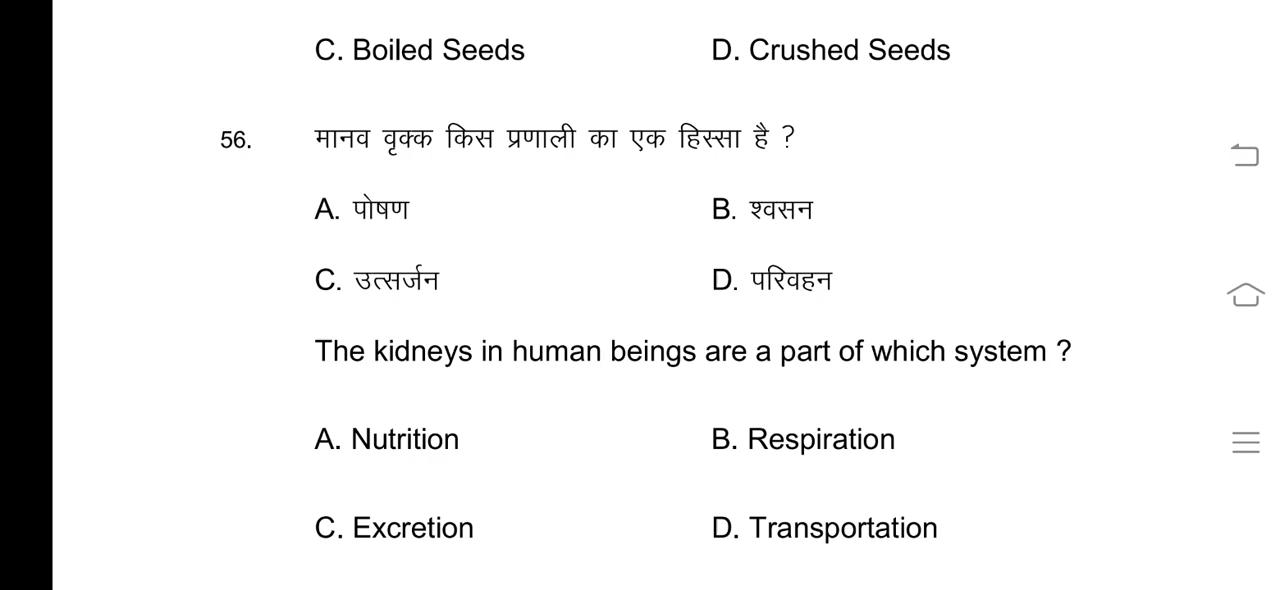 C. Boiled Seeds D. Crushed Seeds
56. मानव वृक्क किस प्रणाली का एक हिस्सा है ?
A. पोषण B. श्वसन
C. उत्सर्जन D. परिवहन
The kidneys in human beings are a part of which system ?
A. Nutrition B. Respiration
C. Excretion D. Transportation